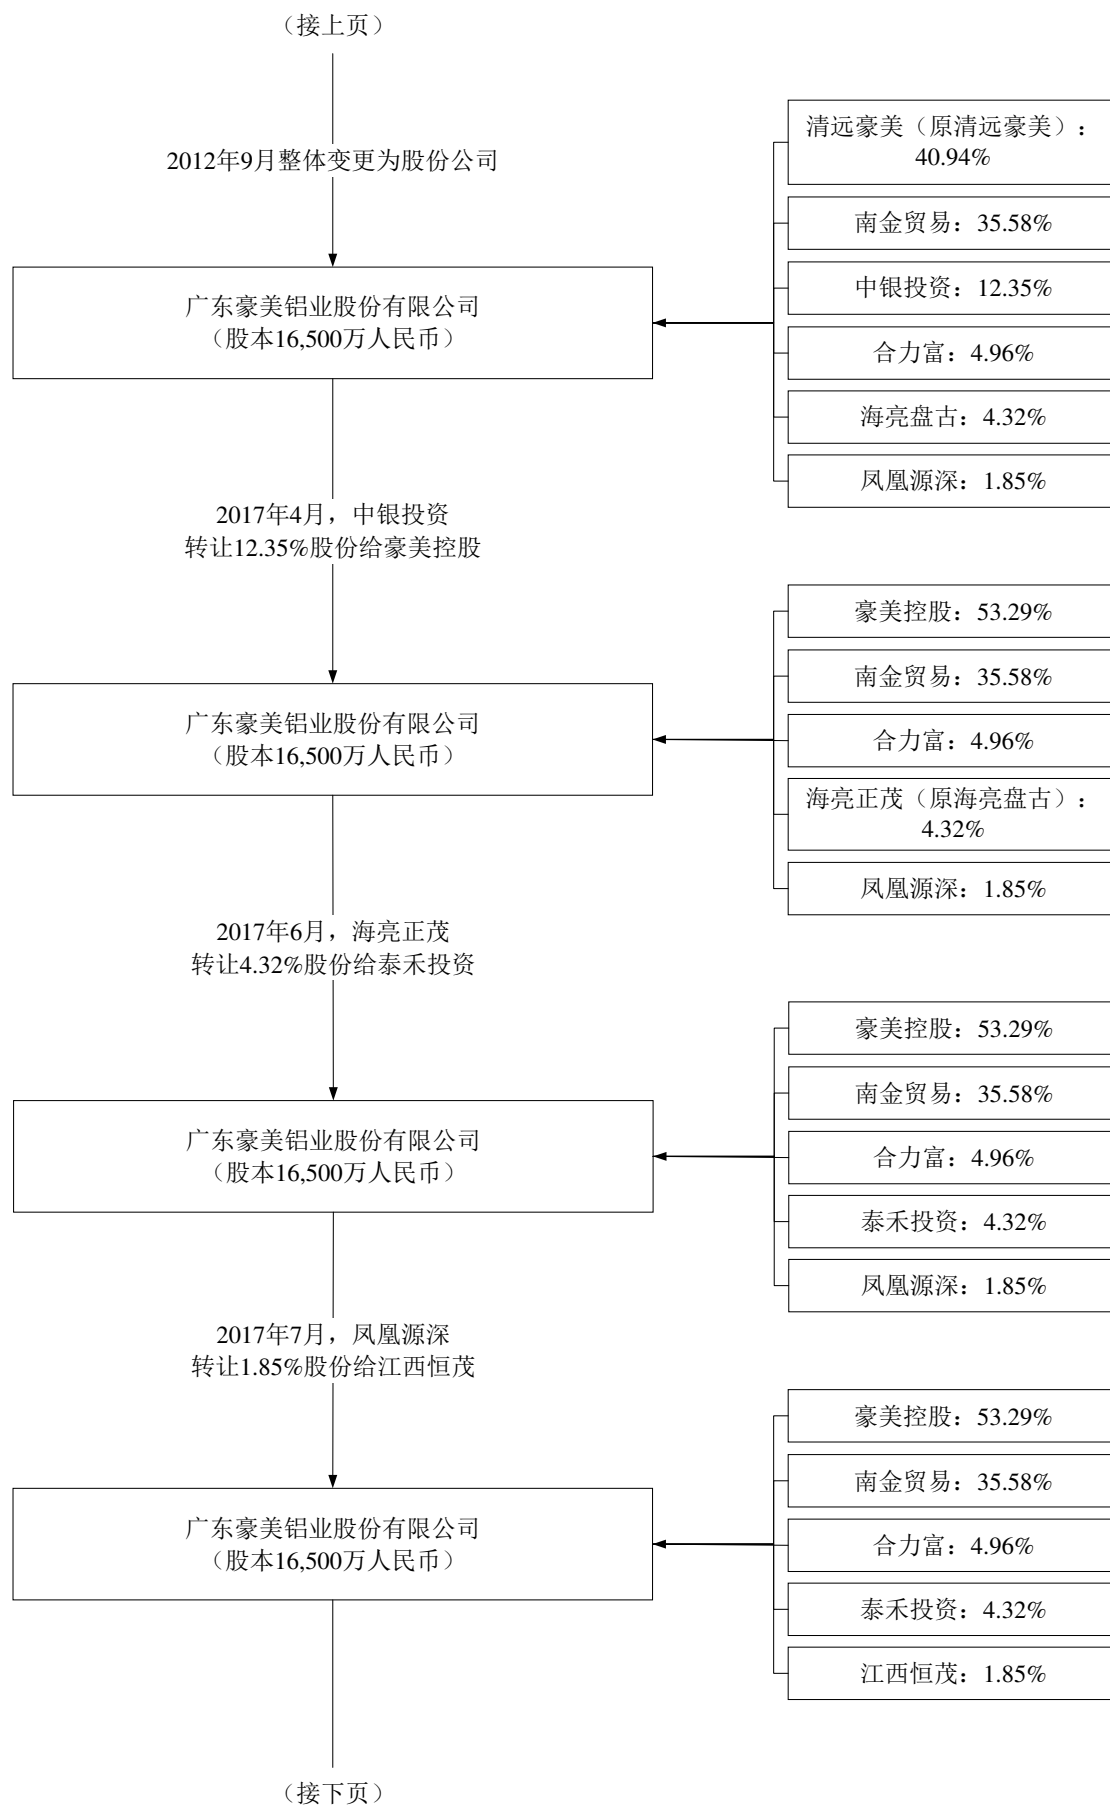 （接上页）
2012年9月整体变更为股份公司
清远豪美（原清远豪美）：
40.94%
南金贸易：35.58%
中银投资：12.35%
合力富：4.96%
海亮盘古：4.32%
凤凰源深：1.85%
广东豪美铝业股份有限公司
（股本16,500万人民币）
2017年4月，中银投资
转让12.35%股份给豪美控股
豪美控股：53.29%
南金贸易：35.58%
合力富：4.96%
海亮正茂（原海亮盘古）：
4.32%
凤凰源深：1.85%
广东豪美铝业股份有限公司
（股本16,500万人民币）
2017年6月，海亮正茂
转让4.32%股份给泰禾投资
豪美控股：53.29%
南金贸易：35.58%
合力富：4.96%
泰禾投资：4.32%
凤凰源深：1.85%
广东豪美铝业股份有限公司
（股本16,500万人民币）
2017年7月，凤凰源深
转让1.85%股份给江西恒茂
豪美控股：53.29%
南金贸易：35.58%
合力富：4.96%
泰禾投资：4.32%
江西恒茂：1.85%
广东豪美铝业股份有限公司
（股本16,500万人民币）
（接下页）